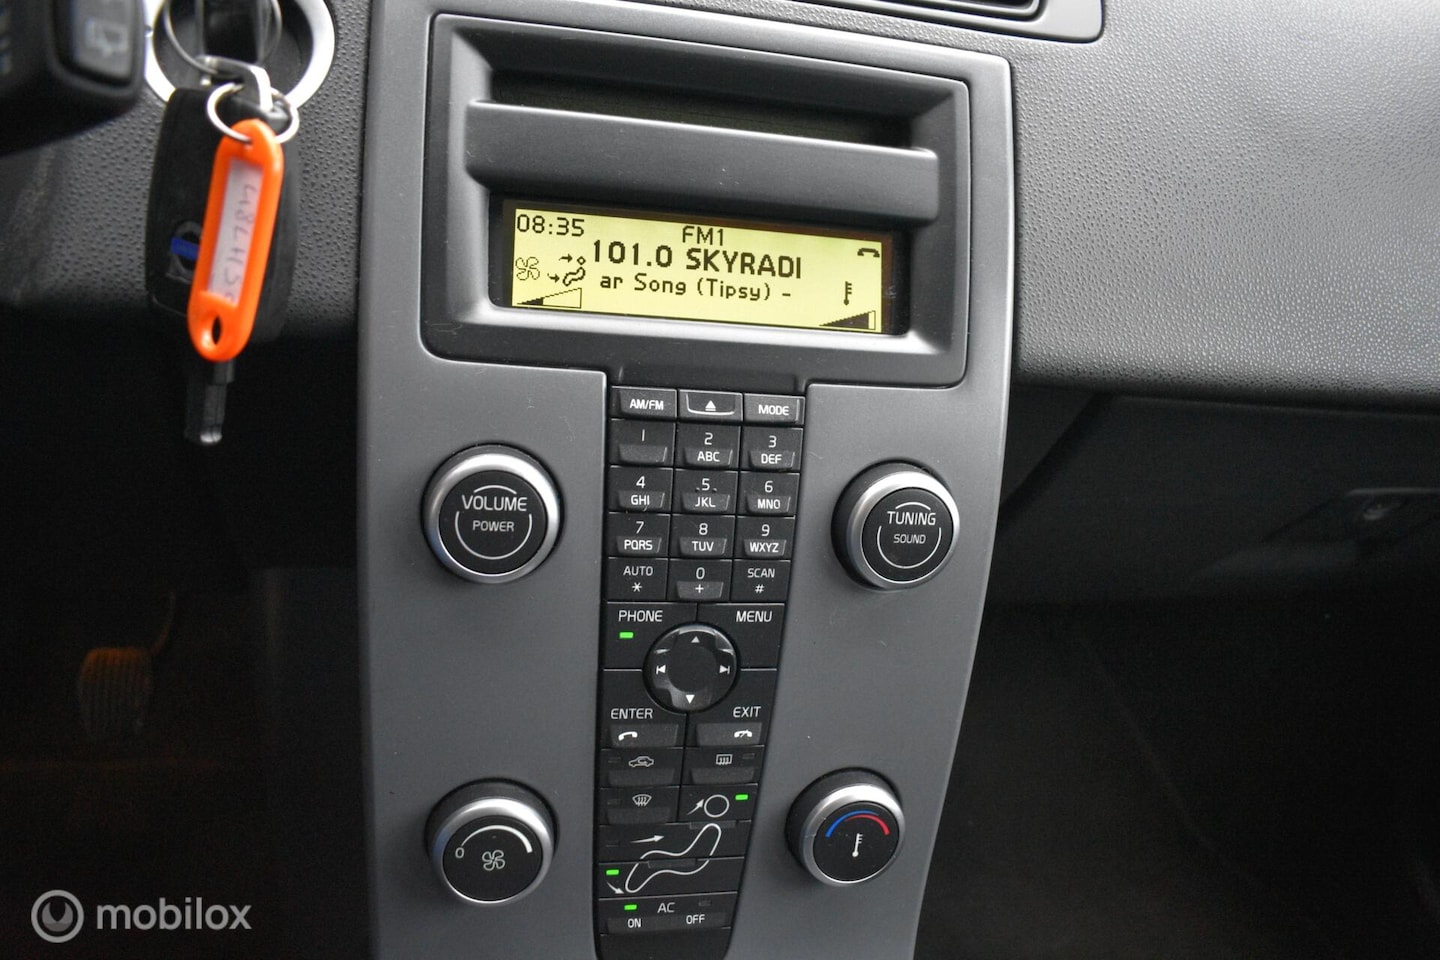 08:35
FM1
101.0 SKYRADI
ar Song (Tipsy) -
AM/FM
MODE
1
2
3
ABC
DEF
4
5
6
GHI
JKL
MNO
7
8
9
PQRS
TUV
WXYZ
AUTO
0
SCAN
*
+
#
VOLUME
POWER
TUNING
SOUND
PHONE
MENU
ENTER
EXIT
0
AC
ON
OFF
mobilox